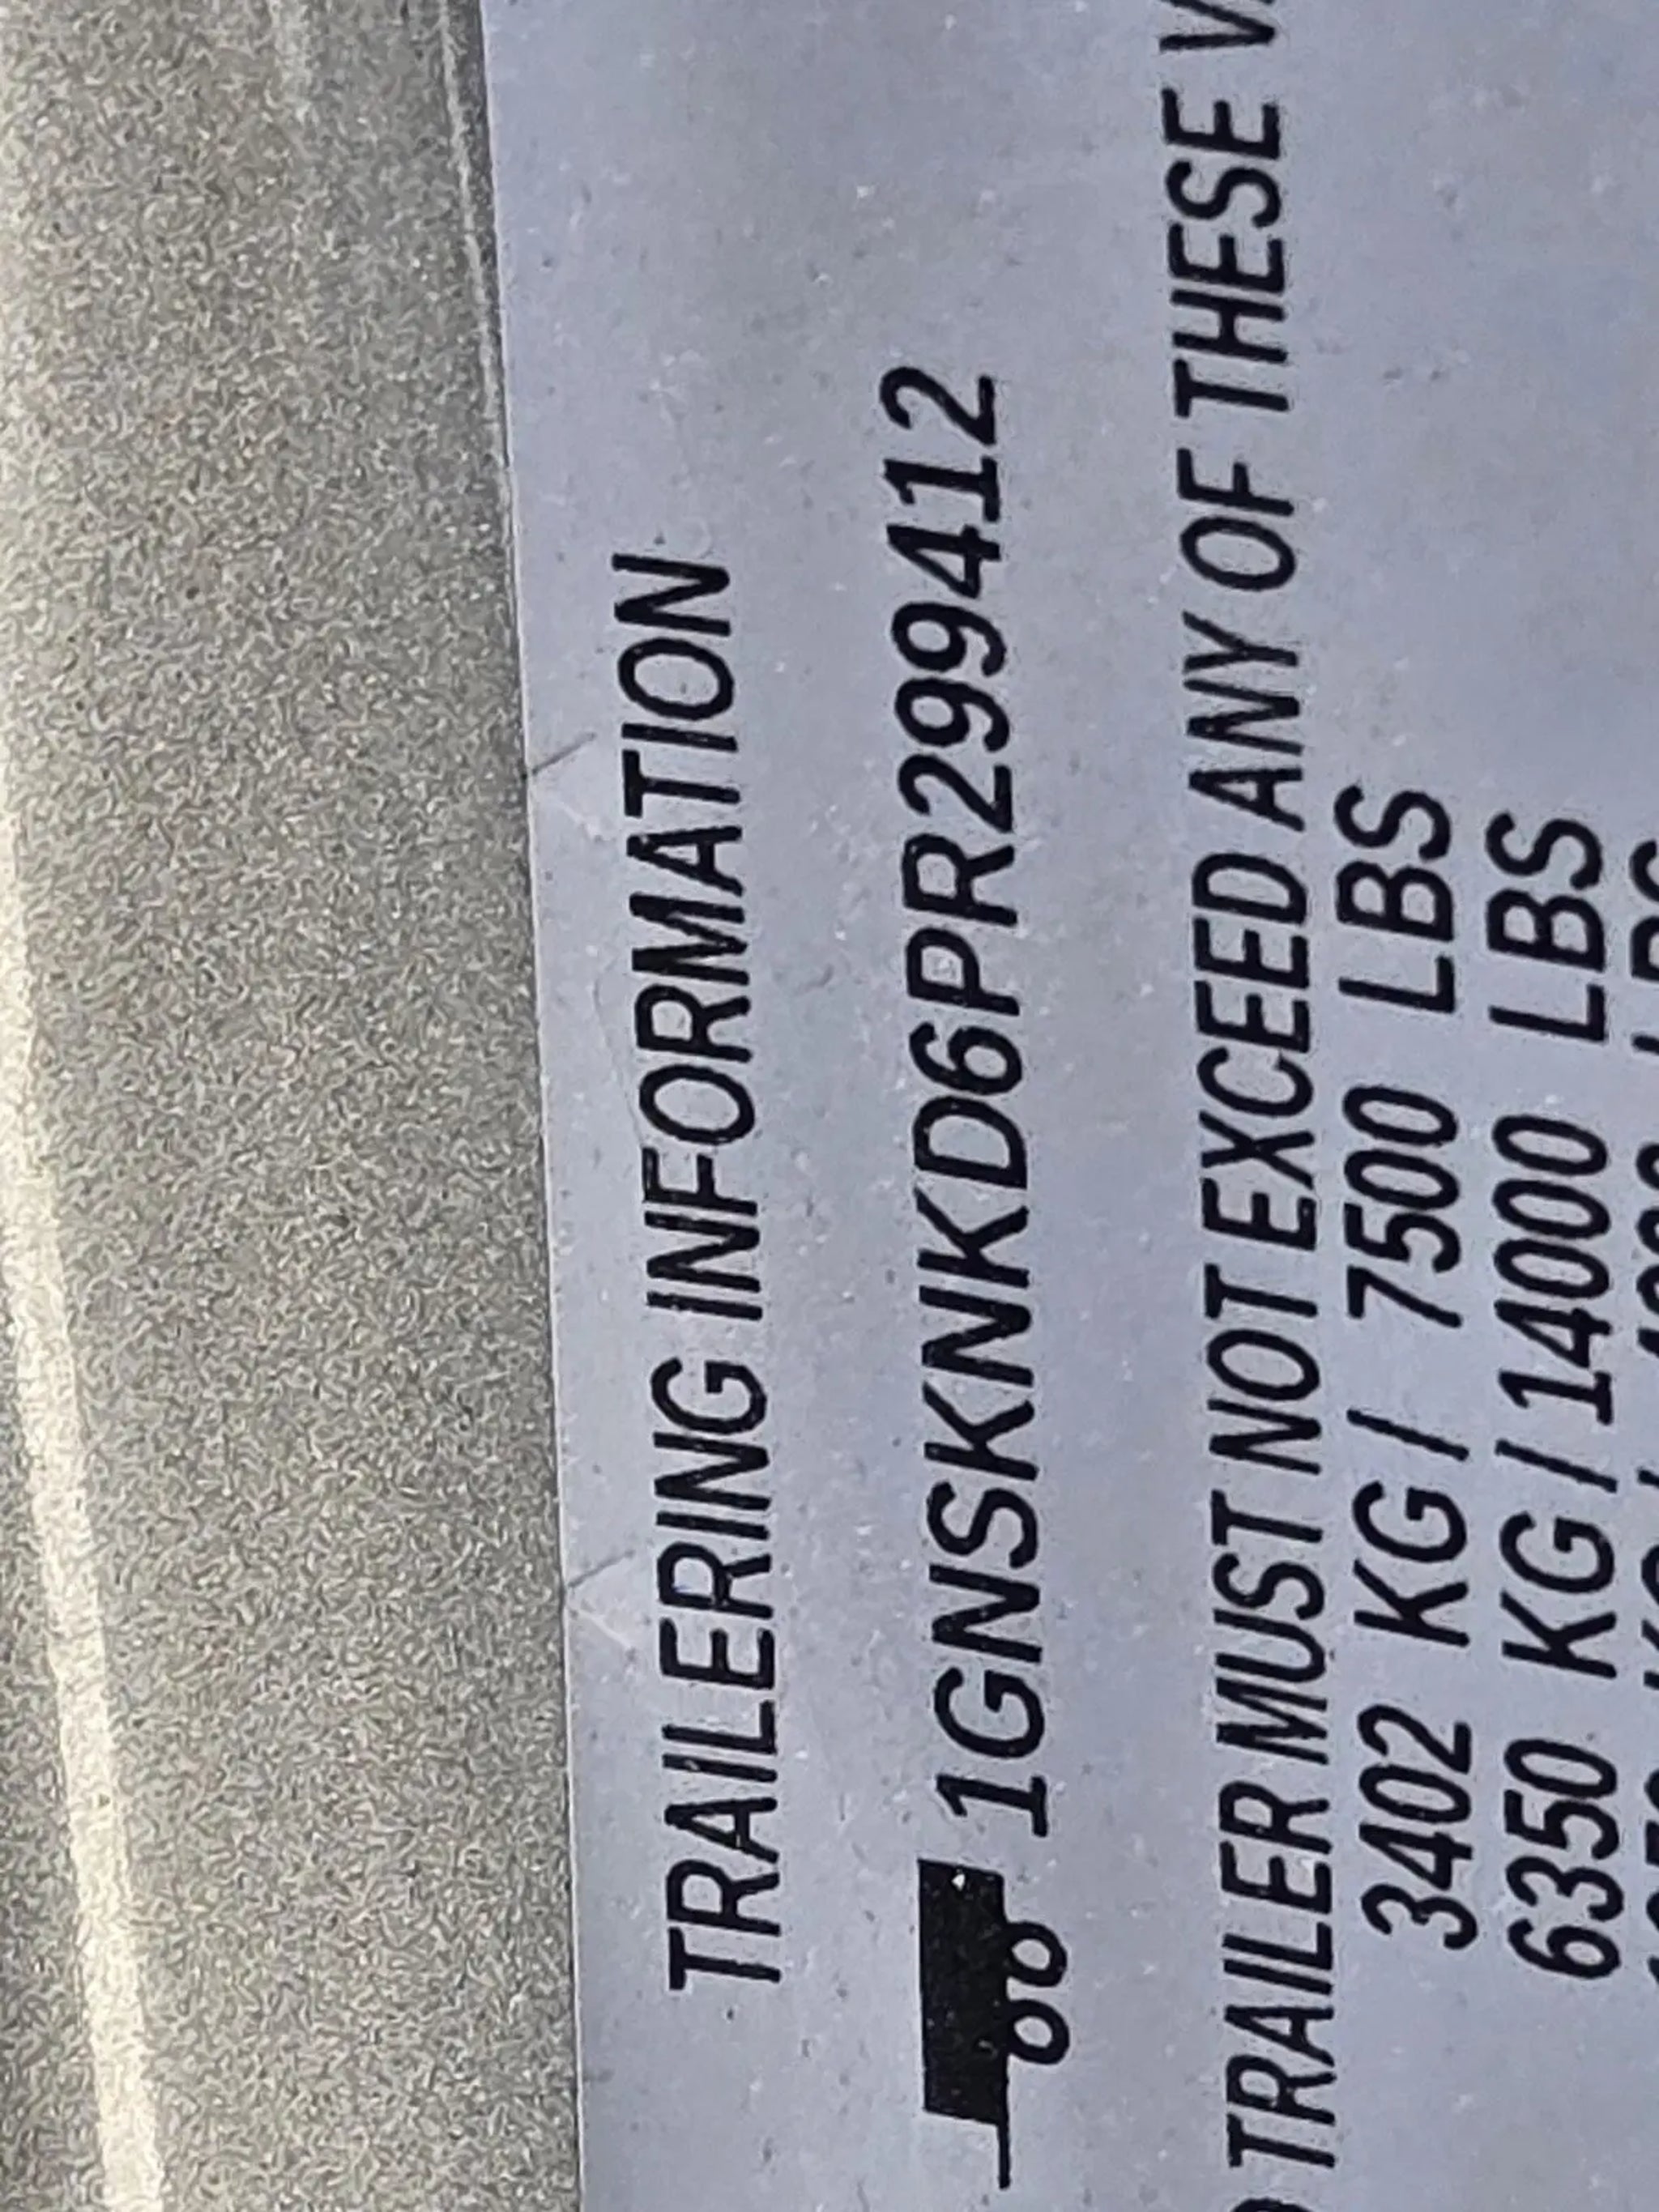 TRAILERING INFORMATION
1GNSKNKD6PR299412
TRAILER MUST NOT EXCEED ANY OF THESE
3402 KG / 7500 LBS
6350 KG / 14000 LBS